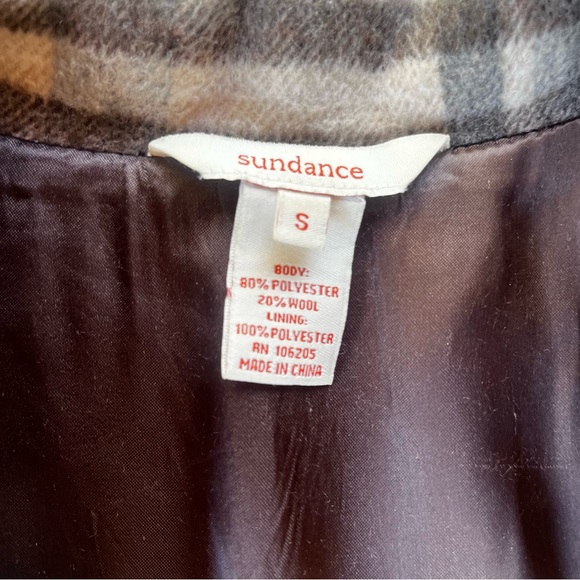 sundance
S
BODY:
80% POLYESTER
20% WOOL
LINING:
100% POLYESTER
RN 106205
MADE IN CHINA